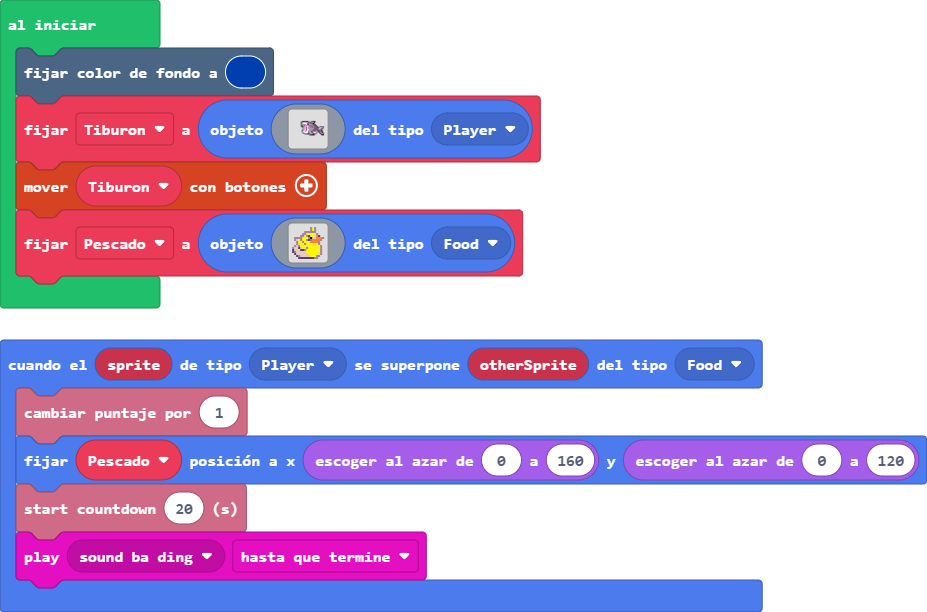 al iniciar
fijar color de fondo a
fijar Tiburon a objeto del tipo Player
mover Tiburon con botones
fijar Pescado a objeto del tipo Food
cuando el sprite de tipo Player se superpone otherSprite del tipo Food
cambiar puntaje por 1
fijar Pescado posición a x escoger al azar de 0 a 160 y escoger al azar de 0 a 120
start countdown 20 (s)
play sound ba ding hasta que termine